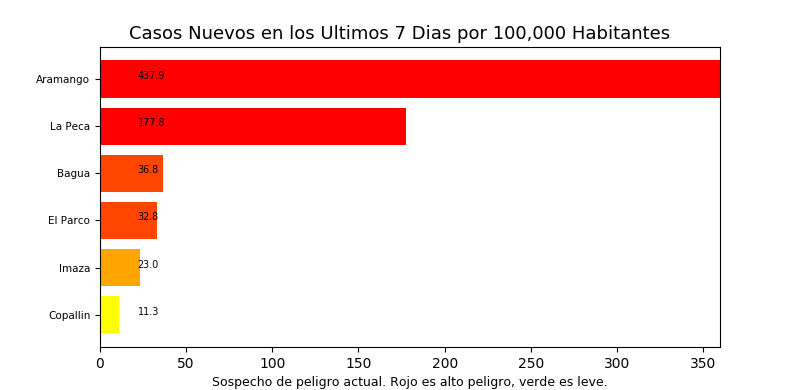 Casos Nuevos en los Ultimos 7 Dias por 100,000 Habitantes
Aramango 437.9
La Peca 177.8
Bagua 36.8
El Parco 32.8
Imaza 23.0
Copallin 11.3
0 50 100 150 200 250 300 350
Sospecho de peligro actual. Rojo es alto peligro, verde es leve.